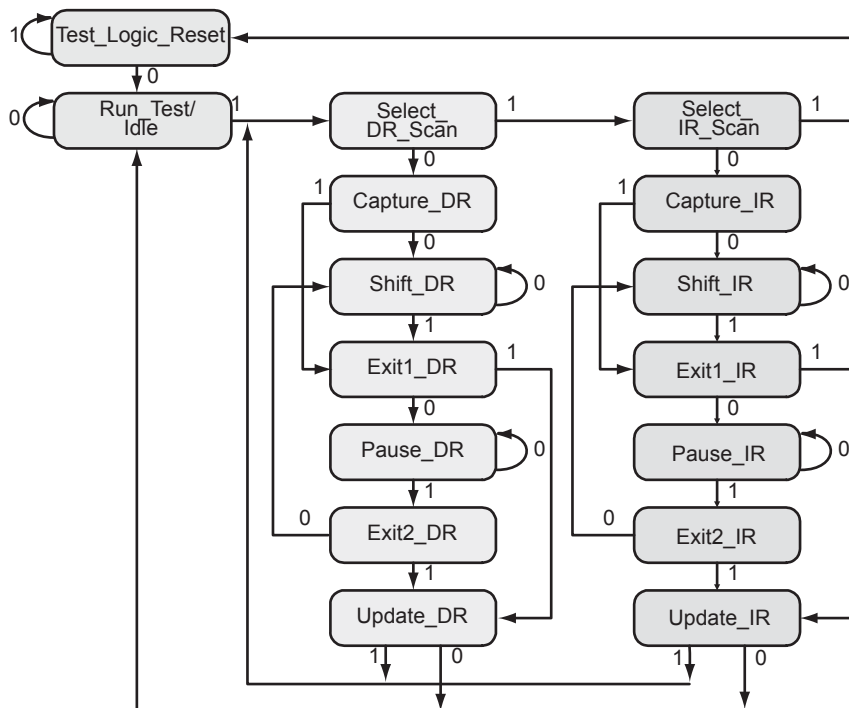 1
Test_Logic_Reset
0
0
Run_Test/
Idle
1
Select_
DR_Scan
1
Select_
IR_Scan
1
0
0
1
Capture_DR
1
Capture_IR
0
0
Shift_DR
0
Shift_IR
0
1
1
Exit1_DR
1
Exit1_IR
1
0
0
Pause_DR
0
Pause_IR
0
1
1
0
Exit2_DR
0
Exit2_IR
1
1
Update_DR
Update_IR
1
0
1
0